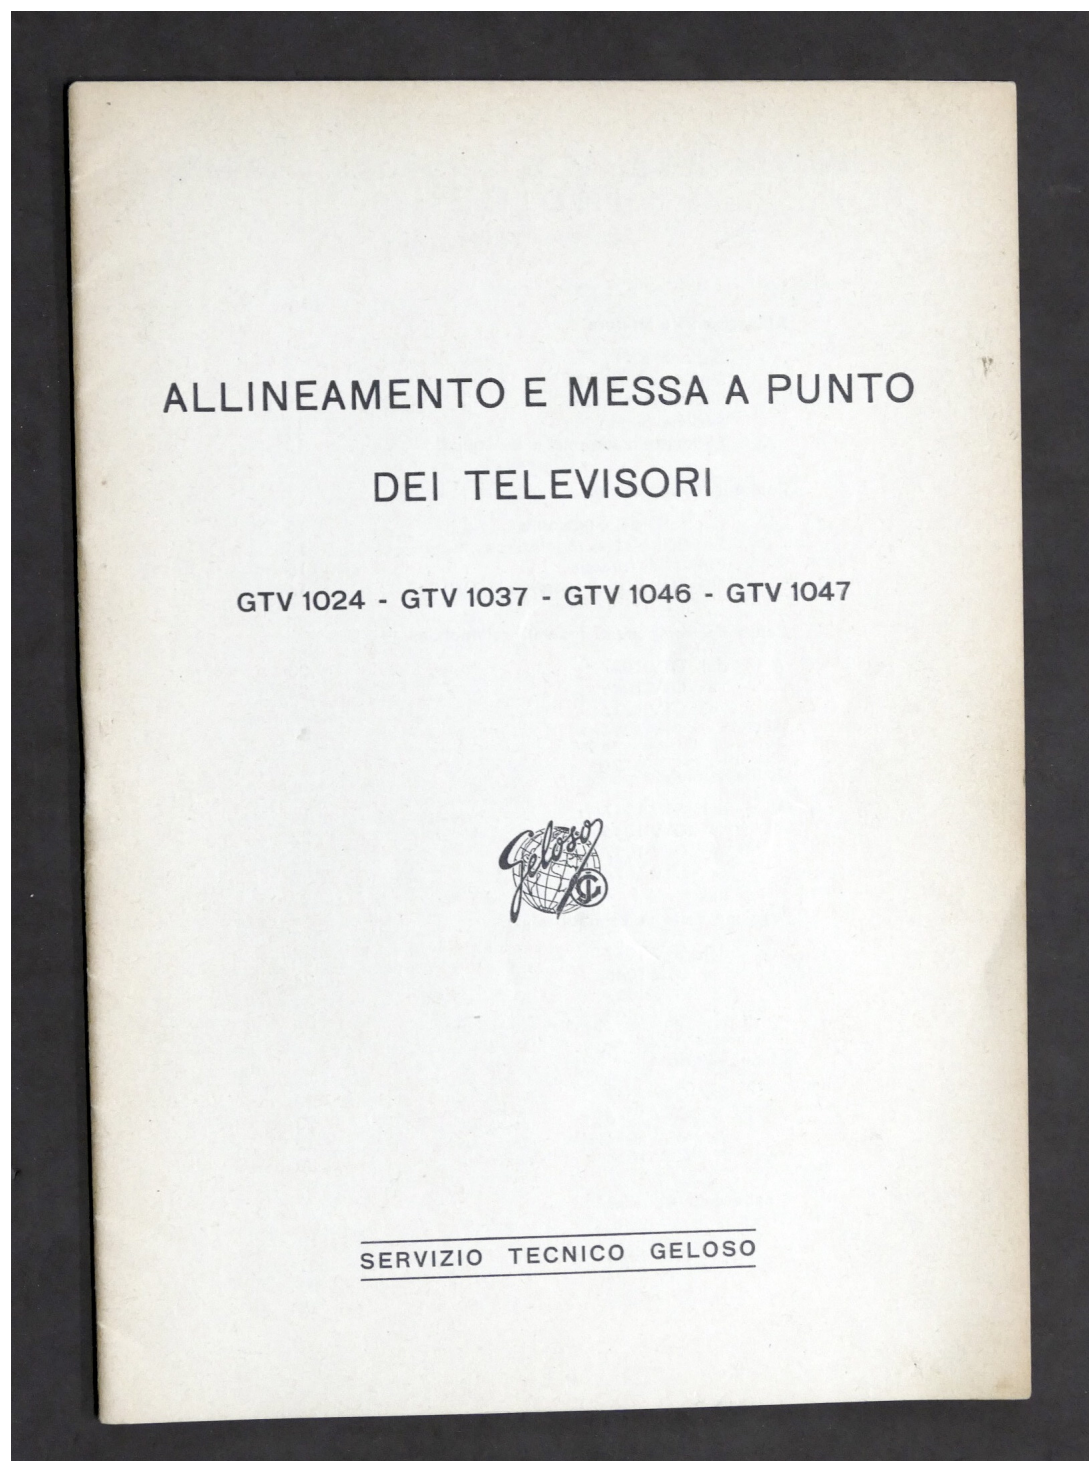 ALLINEAMENTO E MESSA A PUNTO
DEI TELEVISORI
GTV 1024 - GTV 1037 - GTV 1046 - GTV 1047
Geloso
SERVIZIO TECNICO GELOSO